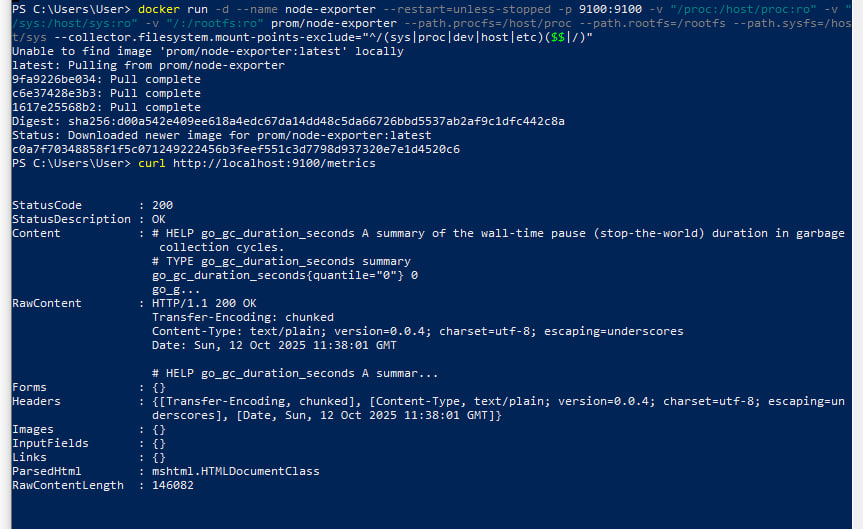 PS C:\Users\User> docker run -d --name node-exporter --restart=unless-stopped -p 9100:9100 -v "/proc:/host/proc:ro" -v "
/sys:/host/sys:ro" -v "/:/rootfs:ro" prom/node-exporter --path.procfs=/host/proc --path.rootfs=/rootfs --path.sysfs=/hos
t/sys --collector.filesystem.mount-points-exclude="^/(sys|proc|dev|host|etc)($$|/)"
Unable to find image 'prom/node-exporter:latest' locally
latest: Pulling from prom/node-exporter
9fa9226be034: Pull complete
c6e37428e3b3: Pull complete
1617e25568b2: Pull complete
Digest: sha256:d00a542e409ee618a4edc67da14dd48c5da66726bbd5537ab2af9c1dfc442c8a
Status: Downloaded newer image for prom/node-exporter:latest
c0a7f70348858f1f5c071249222456b3feef551c3d7798d937320e7e1d4520c6
PS C:\Users\User> curl http://localhost:9100/metrics
StatusCode : 200
StatusDescription : OK
Content : # HELP go_gc_duration_seconds A summary of the wall-time pause (stop-the-world) duration in garbage
collection cycles.
# TYPE go_gc_duration_seconds summary
go_gc_duration_seconds{quantile="0"} 0
go_g...
RawContent : HTTP/1.1 200 OK
Transfer-Encoding: chunked
Content-Type: text/plain; version=0.0.4; charset=utf-8; escaping=underscores
Date: Sun, 12 Oct 2025 11:38:01 GMT
# HELP go_gc_duration_seconds A summar...
Forms : {}
Headers : {[Transfer-Encoding, chunked], [Content-Type, text/plain; version=0.0.4; charset=utf-8; escaping=un
derscores], [Date, Sun, 12 Oct 2025 11:38:01 GMT]}
Images : {}
InputFields : {}
Links : {}
ParsedHtml : mshtml.HTMLDocumentClass
RawContentLength : 146082